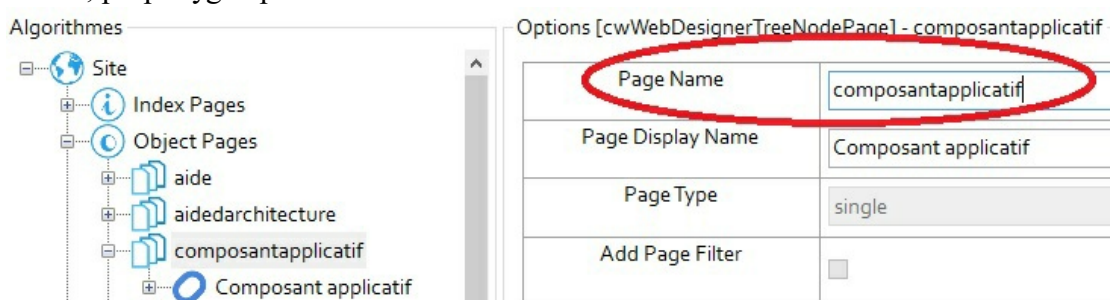 Algorithmes
Site
Index Pages
Object Pages
aide
aidedarchitecture
composantapplicatif
Composant applicatif
Options [cwWebDesignerTreeNodePage] - composantapplicatif
Page Name
composantapplicatif
Page Display Name
Composant applicatif
Page Type
single
Add Page Filter